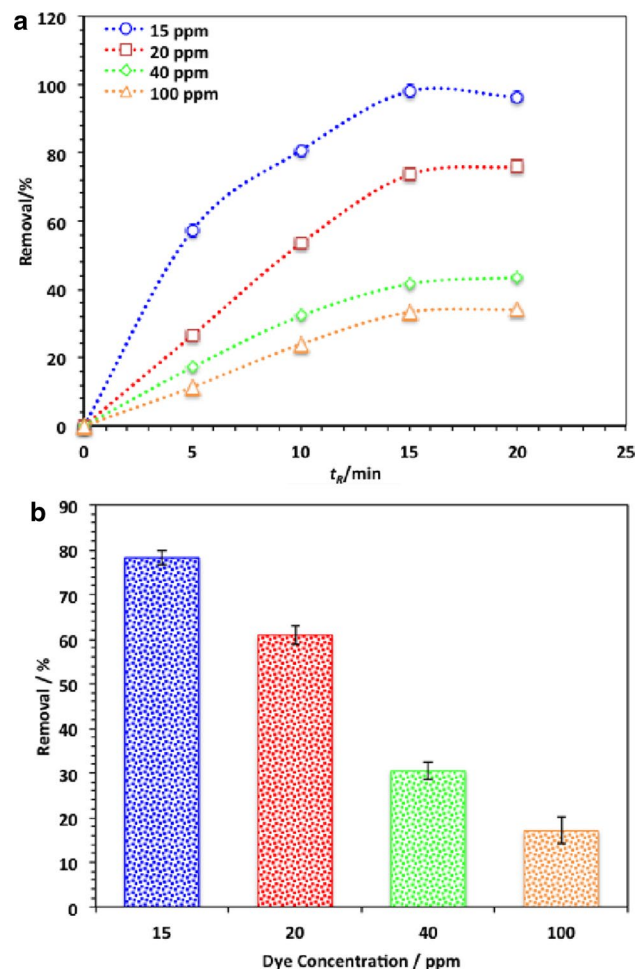 a
120
100
80
60
40
20
0
Removal/%
15 ppm
20 ppm
40 ppm
100 ppm
0 5 10 15 20 25
tR/min
b
90
80
70
60
50
40
30
20
10
0
Removal / %
15 20 40 100
Dye Concentration / ppm